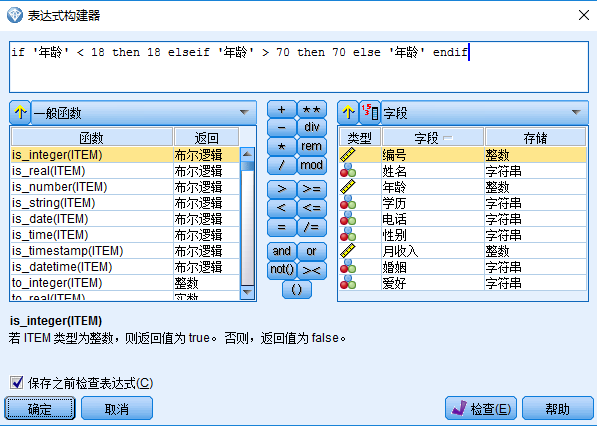 表达式构建器
if '年龄' < 18 then 18 elseif '年龄' > 70 then 70 else '年龄' endif
一般函数
函数 返回
is_integer(ITEM) 布尔逻辑
is_real(ITEM) 布尔逻辑
is_number(ITEM) 布尔逻辑
is_string(ITEM) 布尔逻辑
is_date(ITEM) 布尔逻辑
is_time(ITEM) 布尔逻辑
is_timestamp(ITEM) 布尔逻辑
is_datetime(ITEM) 布尔逻辑
to_integer(ITEM) 整数
to_real(ITEM) 实数
+ **
- div
* rem
/ mod
> >=
< <=
= /=
and or
not() ><
()
字段
类型 字段 存储
编号 整数
姓名 字符串
年龄 整数
学历 字符串
电话 字符串
性别 字符串
月收入 整数
婚姻 字符串
爱好 字符串
is_integer(ITEM)
若 ITEM 类型为整数，则返回值为 true。否则，返回值为 false。
保存之前检查表达式(C)
确定 取消 检查(E) 帮助